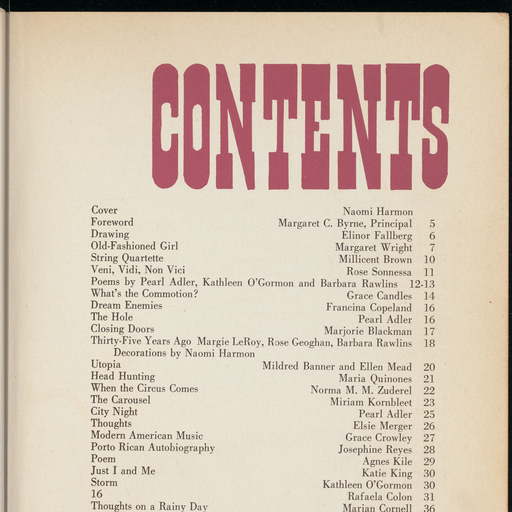 CONTENTS
Cover Naomi Harmon
Foreword Margaret C. Byrne, Principal 5
Drawing Elinor Fallberg 6
Old-Fashioned Girl Margaret Wright 7
String Quartette Millicent Brown 10
Veni, Vidi, Non Vici Rose Sonnessa 11
Poems by Pearl Adler, Kathleen O'Gormon and Barbara Rawlins 12-13
What's the Commotion? Grace Candles 14
Dream Enemies Francina Copeland 16
The Hole Pearl Adler 16
Closing Doors Marjorie Blackman 17
Thirty-Five Years Ago Margie LeRoy, Rose Geoghan, Barbara Rawlins 18
Decorations by Naomi Harmon
Utopia Mildred Banner and Ellen Mead 20
Head Hunting Maria Quinones 21
When the Circus Comes Norma M. M. Zuderel 22
The Carousel Miriam Kornbleet 23
City Night Pearl Adler 25
Thoughts Elsie Merger 26
Modern American Music Grace Crowley 27
Porto Rican Autobiography Josephine Reyes 28
Poem Agnes Kile 29
Just I and Me Katie King 30
Storm Kathleen O'Gormon 30
16 Rafaela Colon 31
Thoughts on a Rainy Day Marian Cornell 36